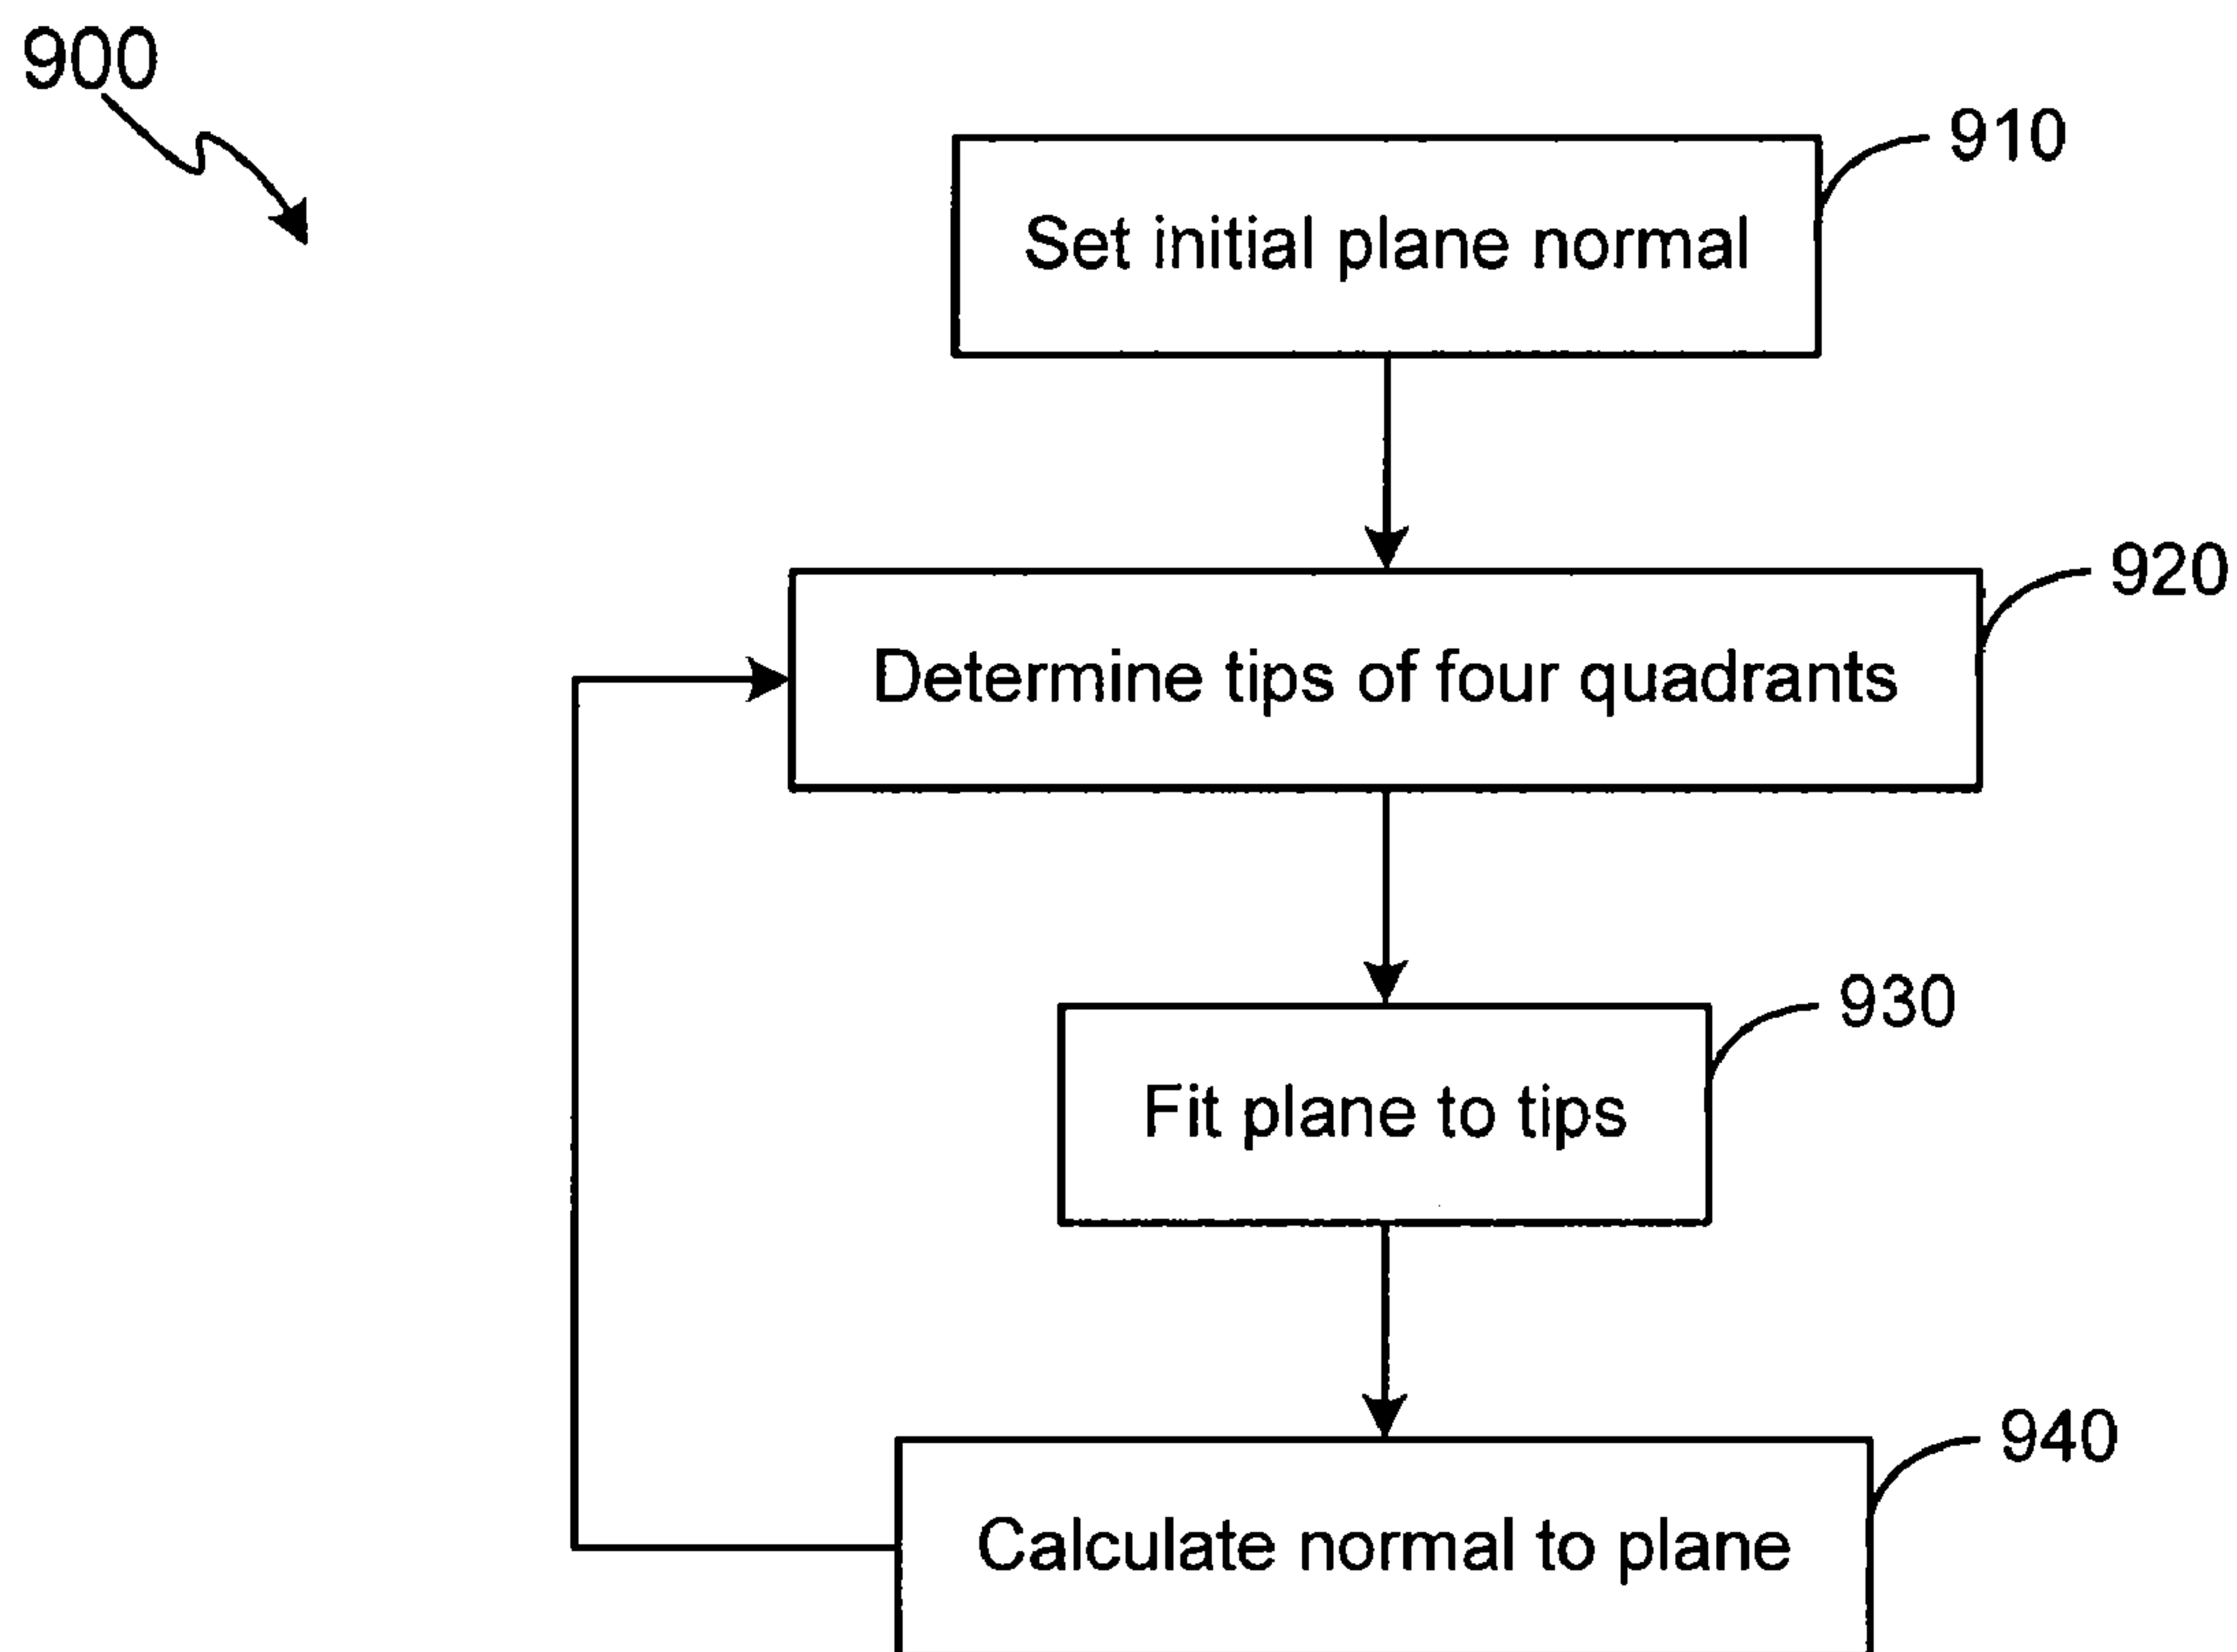 900
910
Set initial plane normal
920
Determine tips of four quadrants
930
Fit plane to tips
940
Calculate normal to plane